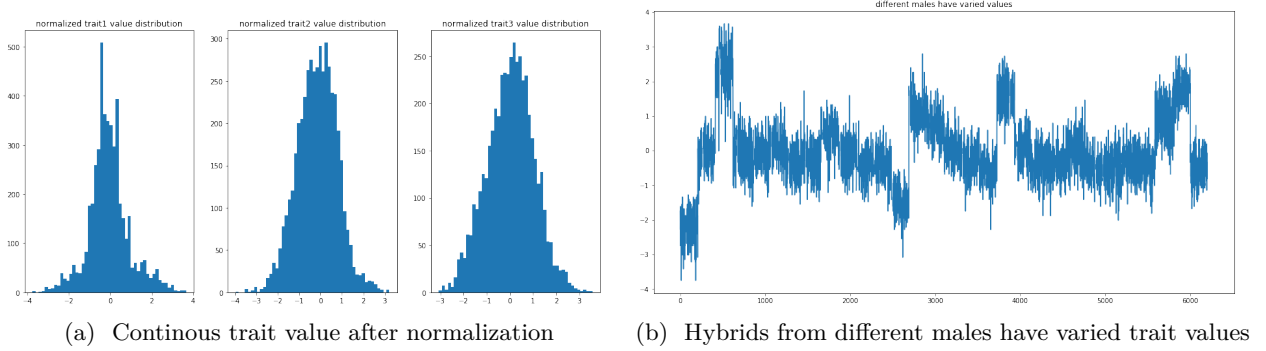 normalized trait1 value distribution
normalized trait2 value distribution
normalized trait3 value distribution
different males have varied values
500
400
300
200
100
0
−4 −2 0 2 4
300
250
200
150
100
50
0
−4 −3 −2 −1 0 1 2 3
250
200
150
100
50
0
−3 −2 −1 0 1 2 3
4
3
2
1
0
−1
−2
−3
−4
0 1000 2000 3000 4000 5000 6000
(a) Continous trait value after normalization
(b) Hybrids from different males have varied trait values